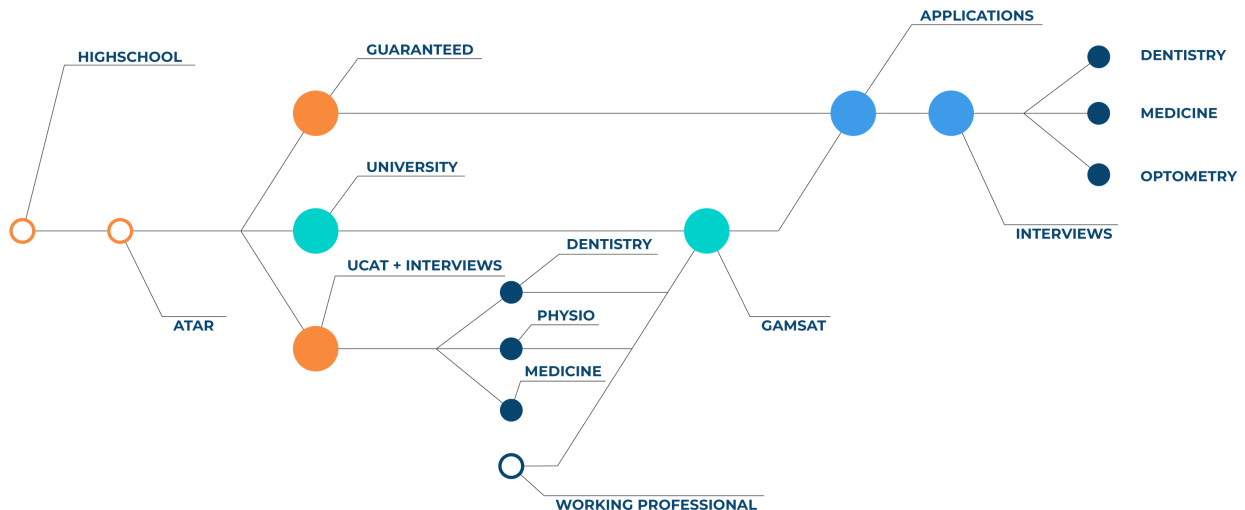 APPLICATIONS
HIGHSCHOOL
GUARANTEED
DENTISTRY
MEDICINE
UNIVERSITY
OPTOMETRY
INTERVIEWS
DENTISTRY
UCAT + INTERVIEWS
PHYSIO
ATAR
GAMSAT
MEDICINE
WORKING PROFESSIONAL